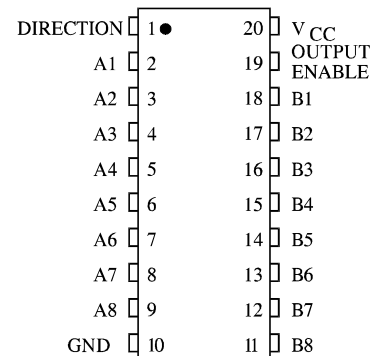 DIRECTION 1 20 VCC
A1 2 19 OUTPUT ENABLE
A2 3 18 B1
A3 4 17 B2
A4 5 16 B3
A5 6 15 B4
A6 7 14 B5
A7 8 13 B6
A8 9 12 B7
GND 10 11 B8